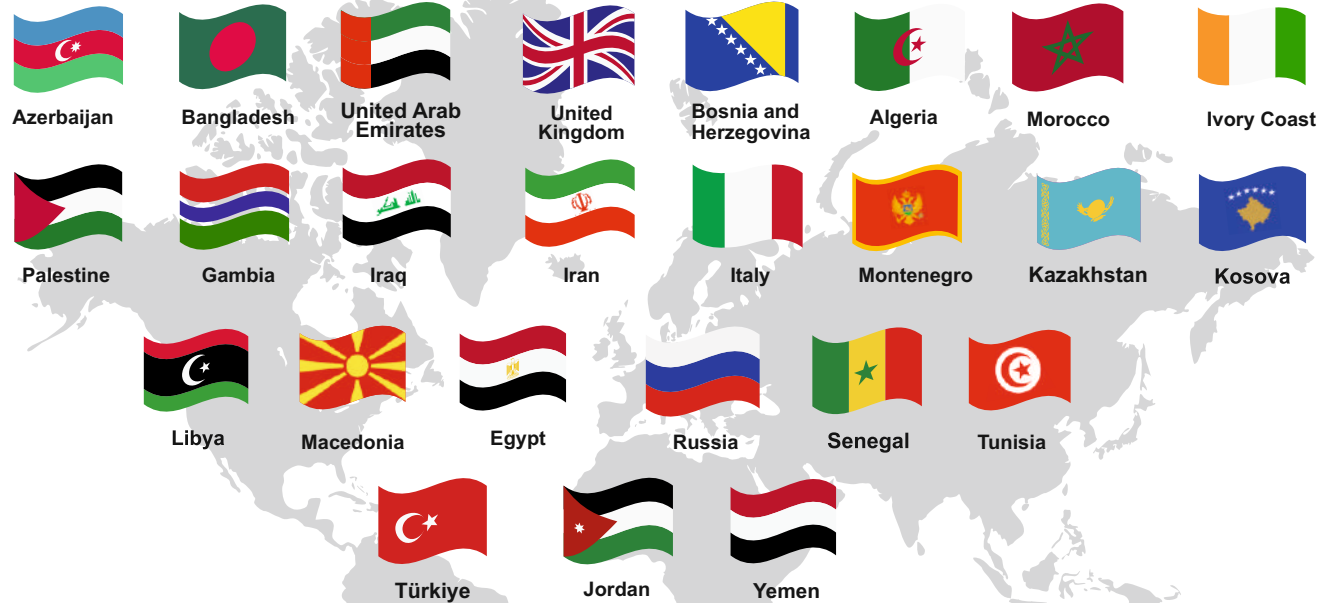 Azerbaijan
Bangladesh
United Arab
Emirates
United
Kingdom
Bosnia and
Herzegovina
Algeria
Morocco
Ivory Coast
Palestine
Gambia
Iraq
Iran
Italy
Montenegro
Kazakhstan
Kosova
Libya
Macedonia
Egypt
Russia
Senegal
Tunisia
Türkiye
Jordan
Yemen